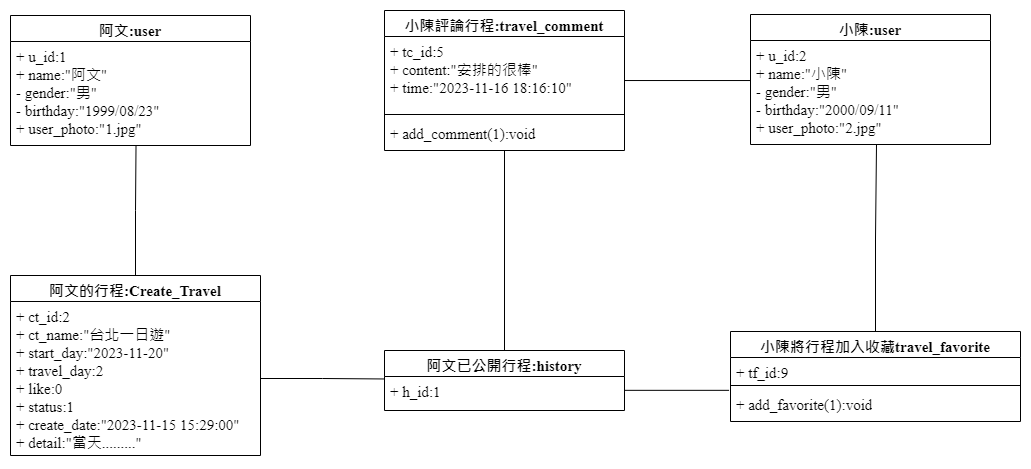 阿文:user
+ u_id:1
+ name:"阿文"
- gender:"男"
- birthday:"1999/08/23"
+ user_photo:"1.jpg"
小陳評論行程:travel_comment
+ tc_id:5
+ content:"安排的很棒"
+ time:"2023-11-16 18:16:10"
+ add_comment(1):void
小陳:user
+ u_id:2
+ name:"小陳"
- gender:"男"
- birthday:"2000/09/11"
+ user_photo:"2.jpg"
阿文的行程:Create_Travel
+ ct_id:2
+ ct_name:"台北一日遊"
+ start_day:"2023-11-20"
+ travel_day:2
+ like:0
+ status:1
+ create_date:"2023-11-15 15:29:00"
+ detail:"當天........."
阿文已公開行程:history
+ h_id:1
小陳將行程加入收藏travel_favorite
+ tf_id:9
+ add_favorite(1):void